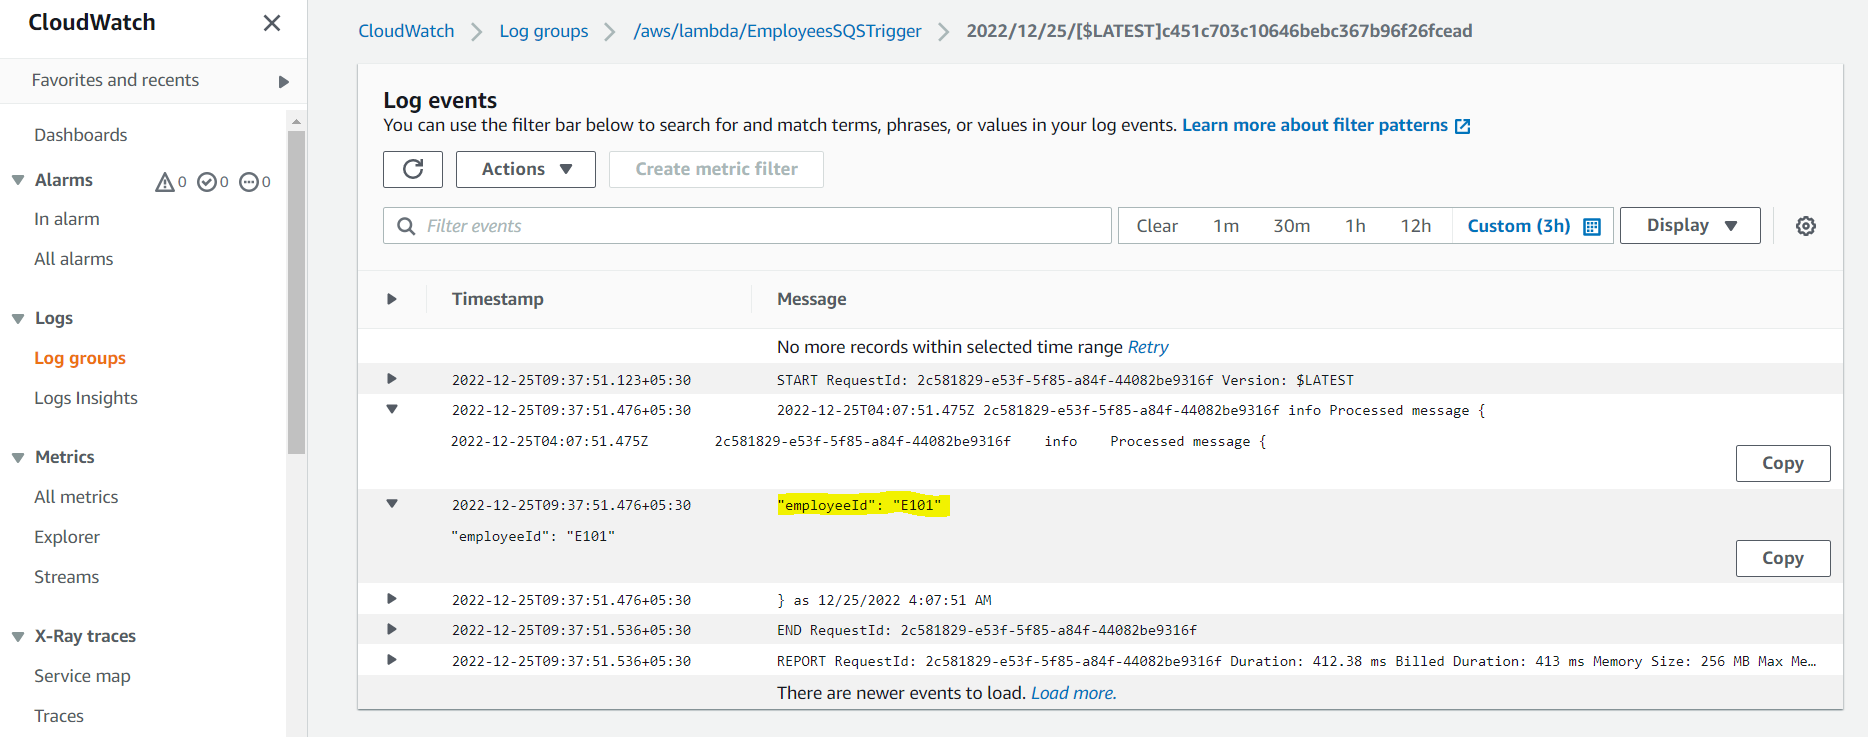 CloudWatch
Favorites and recents
Dashboards
Alarms 0 0 0
In alarm
All alarms
Logs
Log groups
Logs Insights
Metrics
All metrics
Explorer
Streams
X-Ray traces
Service map
Traces
CloudWatch Log groups /aws/lambda/EmployeesSQSTrigger 2022/12/25/[$LATEST]c451c703c10646bebc367b96f26fcead
Log events
You can use the filter bar below to search for and match terms, phrases, or values in your log events. Learn more about filter patterns
Actions Create metric filter
Filter events Clear 1m 30m 1h 12h Custom (3h) Display
Timestamp Message
No more records within selected time range Retry
2022-12-25T09:37:51.123+05:30 START RequestId: 2c581829-e53f-5f85-a84f-44082be9316f Version: $LATEST
2022-12-25T09:37:51.476+05:30 2022-12-25T04:07:51.475Z 2c581829-e53f-5f85-a84f-44082be9316f info Processed message {
2022-12-25T04:07:51.475Z 2c581829-e53f-5f85-a84f-44082be9316f info Processed message {
Copy
2022-12-25T09:37:51.476+05:30 "employeeId": "E101"
"employeeId": "E101"
Copy
2022-12-25T09:37:51.476+05:30 } as 12/25/2022 4:07:51 AM
2022-12-25T09:37:51.536+05:30 END RequestId: 2c581829-e53f-5f85-a84f-44082be9316f
2022-12-25T09:37:51.536+05:30 REPORT RequestId: 2c581829-e53f-5f85-a84f-44082be9316f Duration: 412.38 ms Billed Duration: 413 ms Memory Size: 256 MB Max Me…
There are newer events to load. Load more.